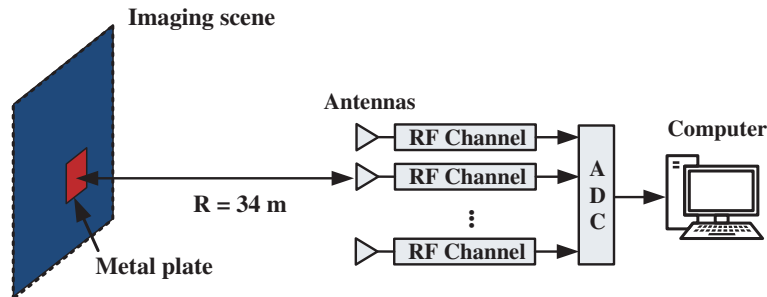 Imaging scene
Antennas
RF Channel
RF Channel
RF Channel
A
D
C
Computer
R = 34 m
Metal plate